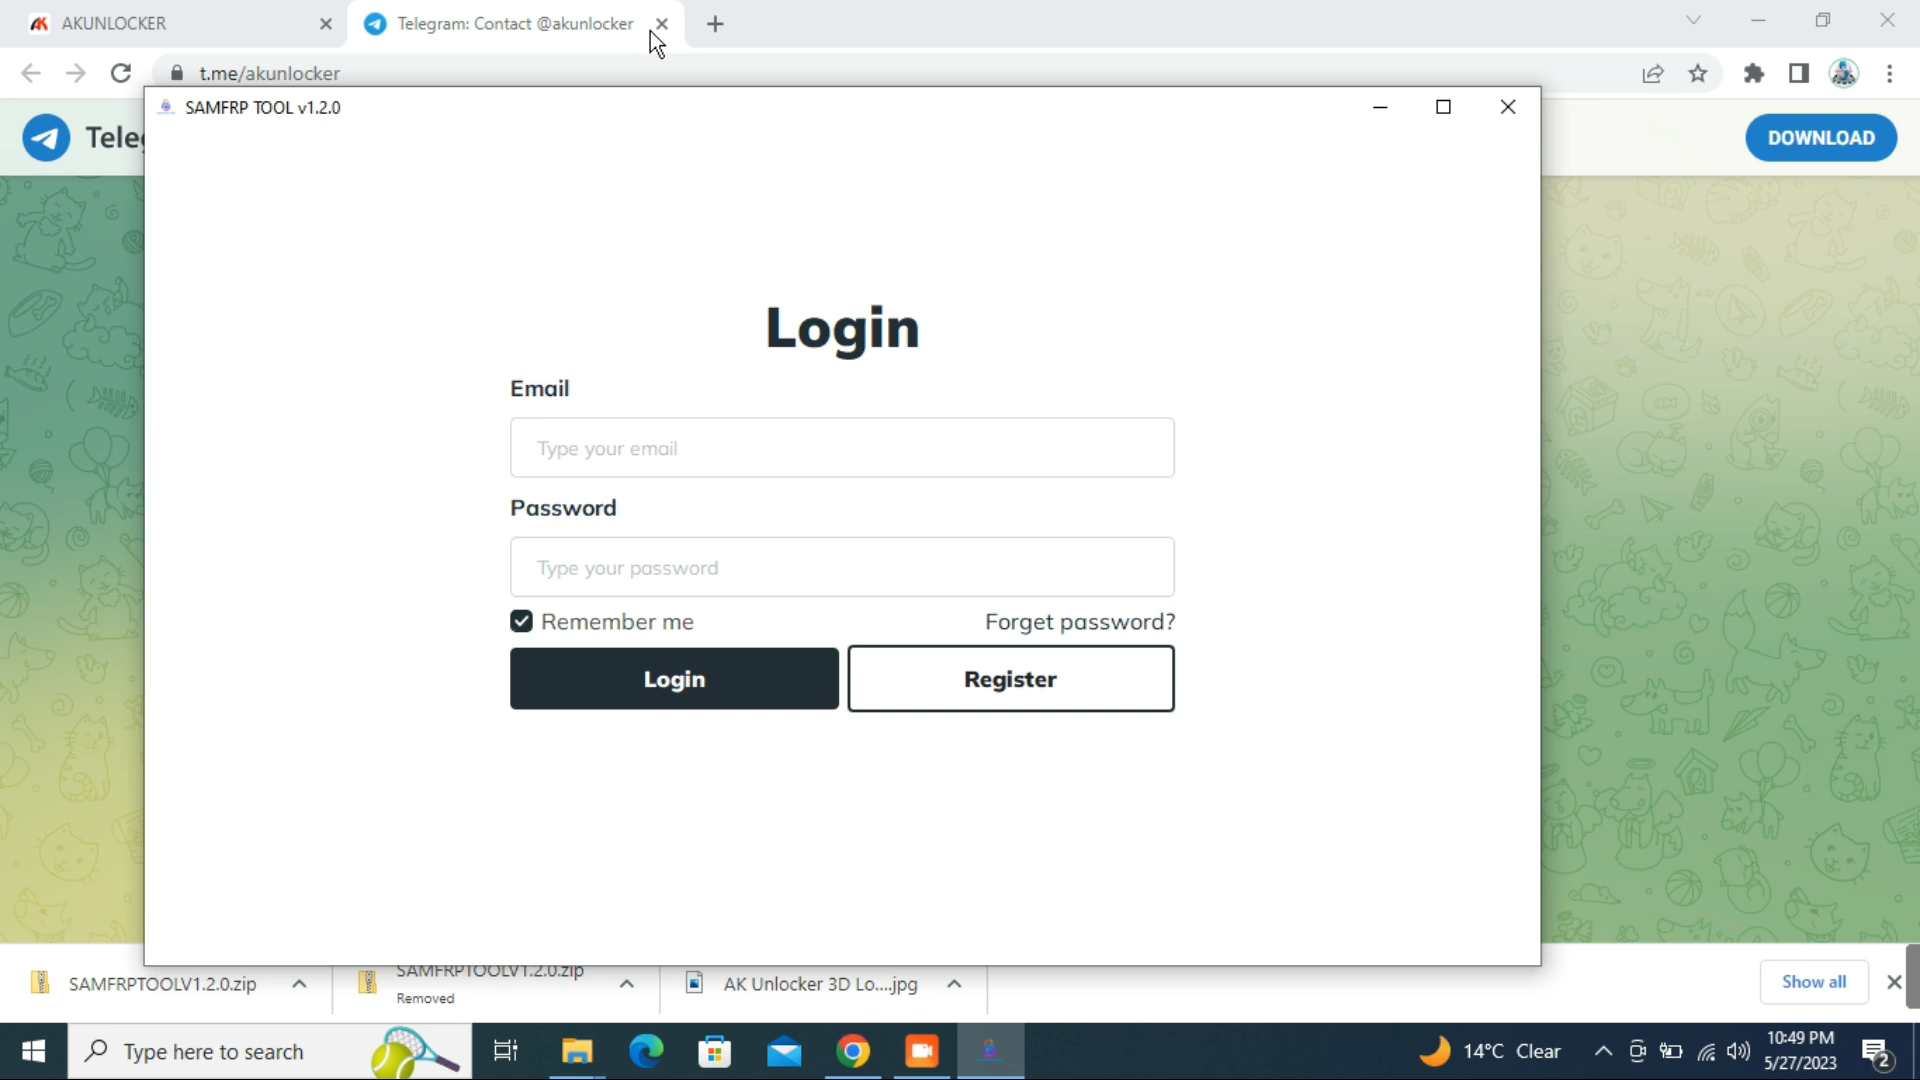 AKUNLOCKER
Telegram: Contact @akunlocker
t.me/akunlocker
SAMFRP TOOL v1.2.0
Tele
DOWNLOAD
Login
Email
Type your email
Password
Type your password
Remember me
Forget password?
Login
Register
SAMFRPTOOLV1.2.0.zip
SAMFRPTOOLV1.2.0.zip
Removed
AK Unlocker 3D Lo....jpg
Show all
Type here to search
14°C Clear
10:49 PM
5/27/2023
2